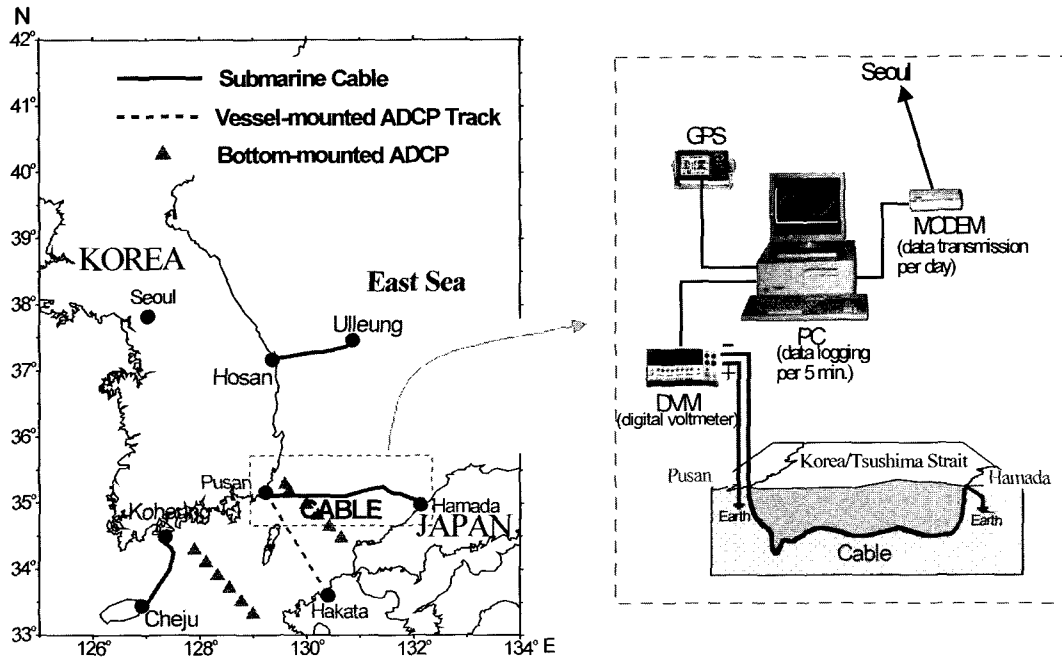 N
42°
41°
40°
39°
38°
37°
36°
35°
34°
33°
126°
128°
130°
132°
134° E
Submarine Cable
Vessel-mounted ADCP Track
Bottom-mounted ADCP
KOREA
Seoul
East Sea
Ulleung
Hosan
Pusan
CABLE
Hamada
JAPAN
Cheju
Hakata
Seoul
GPS
MODEM
(data transmission
per day)
PC
(data logging
per 5 min.)
DVM
(digital voltmeter)
−
+
Pusan
Korea/Tsushima Strait
Hamada
Earth
Earth
Cable